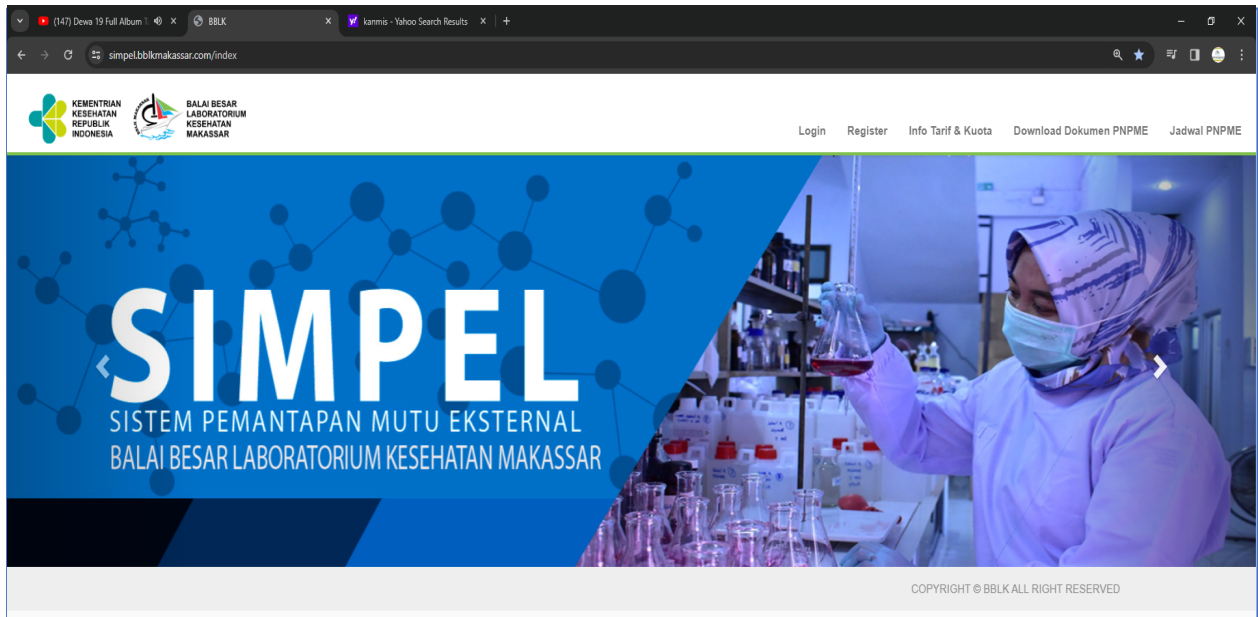 (147) Dewa 19 Full Album
BBLK
kanmis - Yahoo Search Results
simpel.bblkmakassar.com/index
KEMENTRIAN
KESEHATAN
REPUBLIK
INDONESIA
BALAI BESAR
LABORATORIUM
KESEHATAN
MAKASSAR
Login
Register
Info Tarif & Kuota
Download Dokumen PNPME
Jadwal PNPME
SIMPEL
SISTEM PEMANTAPAN MUTU EKSTERNAL
BALAI BESAR LABORATORIUM KESEHATAN MAKASSAR
COPYRIGHT © BBLK ALL RIGHT RESERVED